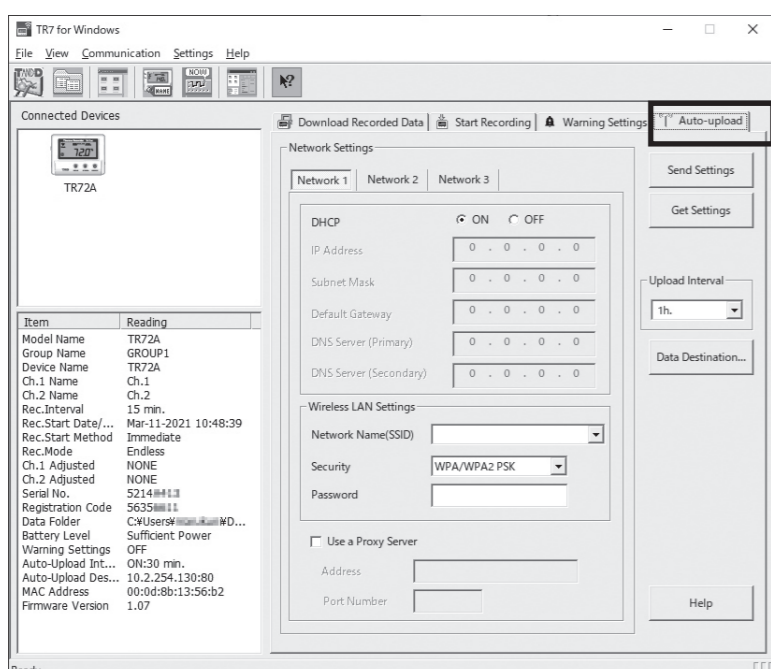 TR7 for Windows
File View Communication Settings Help
Connected Devices
TR72A
Item Reading
Model Name TR72A
Group Name GROUP1
Device Name TR72A
Ch.1 Name Ch.1
Ch.2 Name Ch.2
Rec.Interval 15 min.
Rec.Start Date/... Mar-11-2021 10:48:39
Rec.Start Method Immediate
Rec.Mode Endless
Ch.1 Adjusted NONE
Ch.2 Adjusted NONE
Serial No. 5214
Registration Code 5635
Data Folder C:¥Users¥ ¥D...
Battery Level Sufficient Power
Warning Settings OFF
Auto-Upload Int... ON:30 min.
Auto-Upload Des... 10.2.254.130:80
MAC Address 00:0d:8b:13:56:b2
Firmware Version 1.07
Download Recorded Data Start Recording Warning Settings Auto-upload
Network Settings
Network 1 Network 2 Network 3
DHCP ON OFF
IP Address 0 . 0 . 0 . 0
Subnet Mask 0 . 0 . 0 . 0
Default Gateway 0 . 0 . 0 . 0
DNS Server (Primary) 0 . 0 . 0 . 0
DNS Server (Secondary) 0 . 0 . 0 . 0
Wireless LAN Settings
Network Name(SSID)
Security WPA/WPA2 PSK
Password
Use a Proxy Server
Address
Port Number
Send Settings
Get Settings
Upload Interval
1h.
Data Destination...
Help